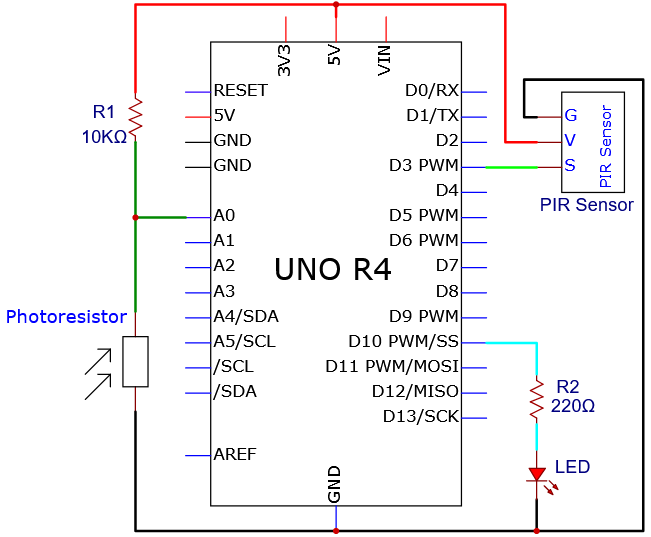 3V3
5V
VIN
RESET
5V
GND
GND
A0
A1
A2
A3
A4/SDA
A5/SCL
/SCL
/SDA
AREF
UNO R4
D0/RX
D1/TX
D2
D3 PWM
D4
D5 PWM
D6 PWM
D7
D8
D9 PWM
D10 PWM/SS
D11 PWM/MOSI
D12/MISO
D13/SCK
GND
R1
10KΩ
Photoresistor
G
V
S
PIR Sensor
PIR Sensor
R2
220Ω
LED